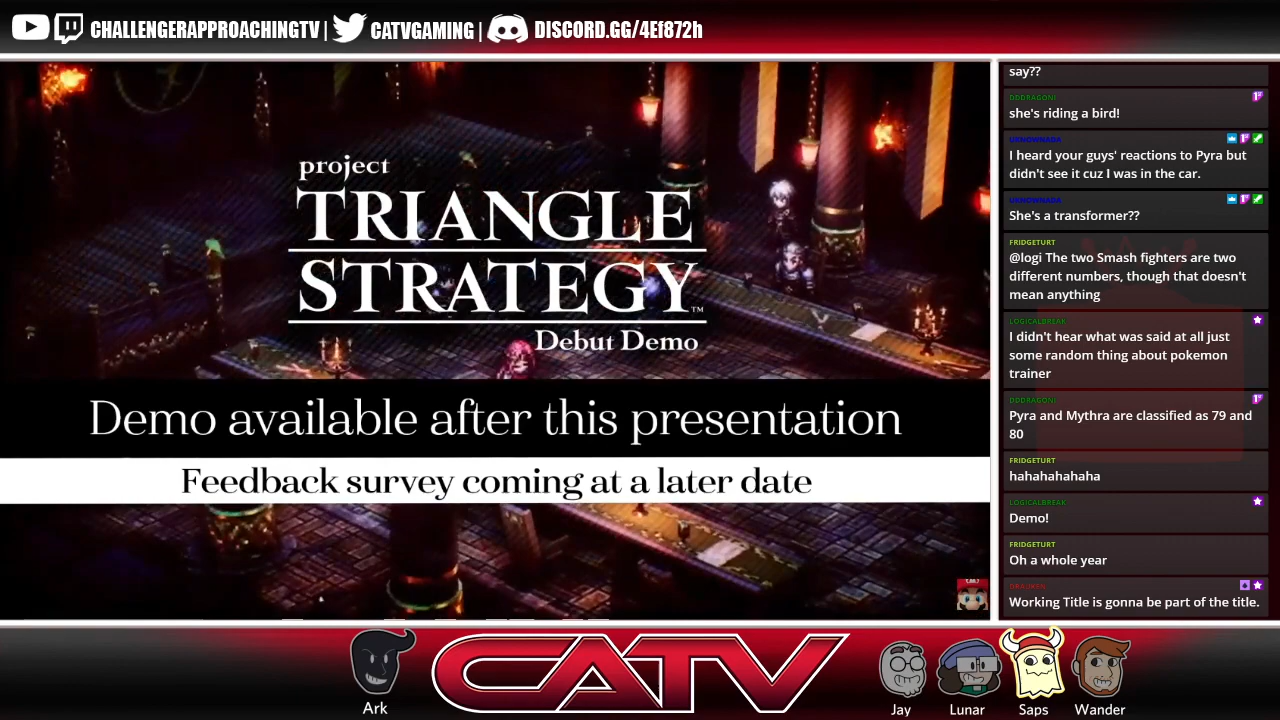 CHALLENGERAPPROACHINGTV | CATVGAMING | DISCORD.GG/4Ef872h
project
TRIANGLE
STRATEGY™
Debut Demo
Demo available after this presentation
Feedback survey coming at a later date
say??
DDDRAGONI
she's riding a bird!
I heard your guys' reactions to Pyra but
didn't see it cuz I was in the car.
She's a transformer??
FRIDGETURT
@logi The two Smash fighters are two
different numbers, though that doesn't
mean anything
LOGICALBREAK
I didn't hear what was said at all just
some random thing about pokemon
trainer
DDDRAGONI
Pyra and Mythra are classified as 79 and
80
FRIDGETURT
hahahahahaha
LOGICALBREAK
Demo!
FRIDGETURT
Oh a whole year
Working Title is gonna be part of the title.
CATV
Ark
Jay
Lunar
Saps
Wander